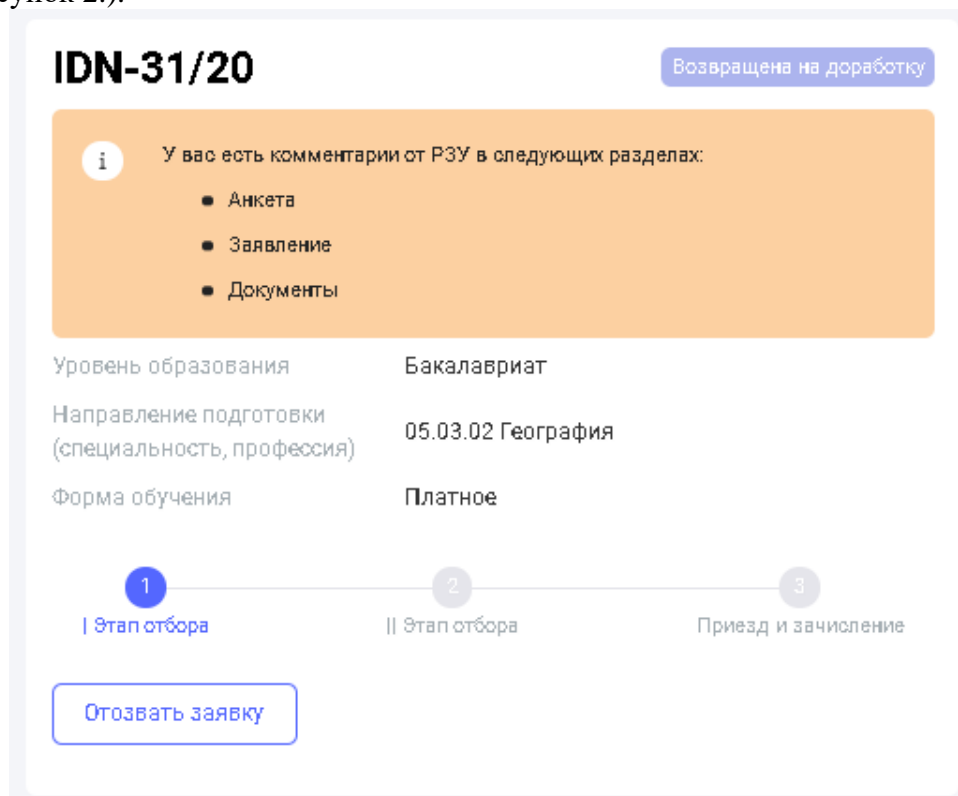 сунок 2.).
IDN-31/20
Возвращена на доработку
i
У вас есть комментарии от РЗУ в следующих разделах:
Анкета
Заявление
Документы
Уровень образования Бакалавриат
Направление подготовки
(специальность, профессия)
05.03.02 География
Форма обучения Платное
1 2 3
| Этап отбора || Этап отбора Приезд и зачисление
Отозвать заявку